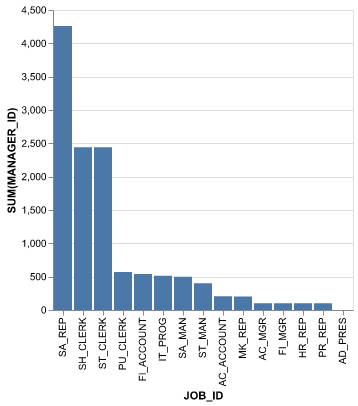 4,500
4,000
3,500
3,000
2,500
2,000
1,500
1,000
500
0
SUM(MANAGER_ID)
SA_REP
SH_CLERK
ST_CLERK
PU_CLERK
FI_ACCOUNT
IT_PROG
SA_MAN
ST_MAN
AC_ACCOUNT
MK_REP
AC_MGR
FI_MGR
HR_REP
PR_REP
AD_PRES
JOB_ID